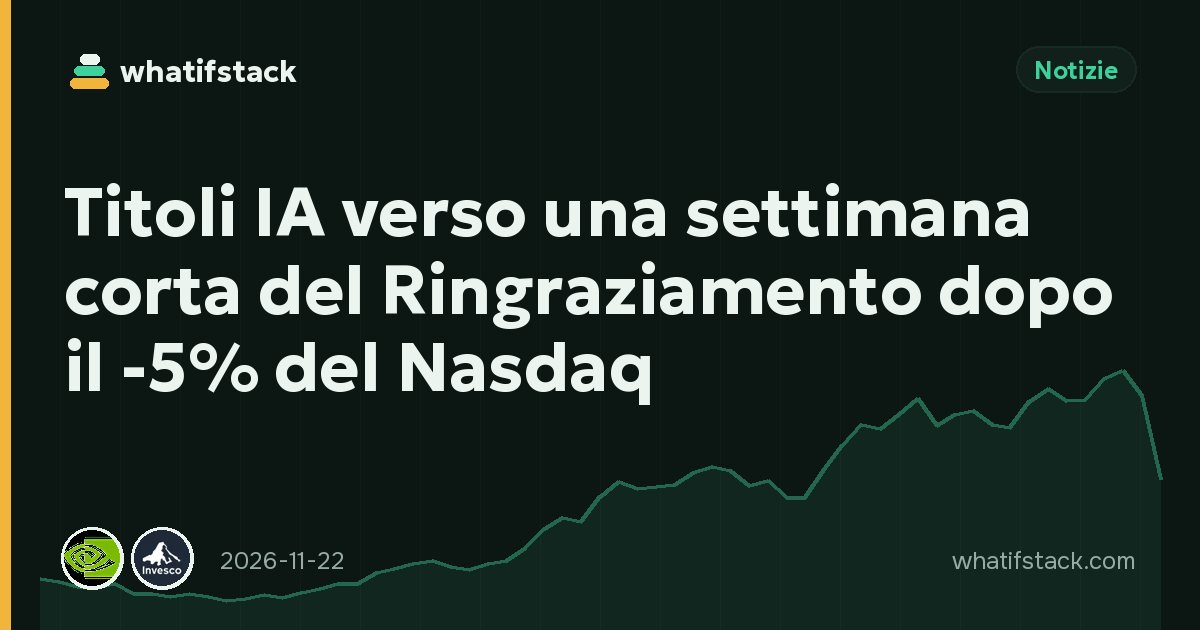 whatifstack
Notizie
Titoli IA verso una settimana
corta del Ringraziamento dopo
il -5% del Nasdaq
Invesco
2026-11-22
whatifstack.com